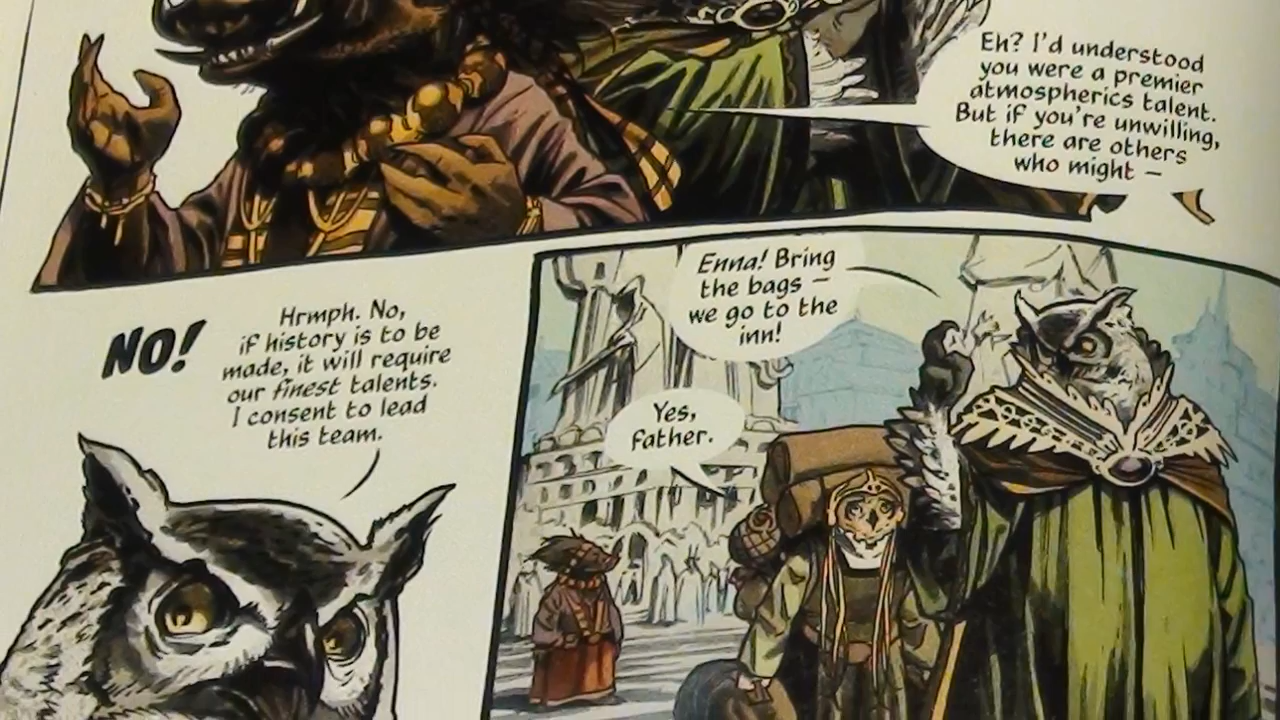 Eh? I'd understood
you were a premier
atmospherics talent.
But if you're unwilling,
there are others
who might —
NO!
Hrmph. No,
if history is to be
made, it will require
our finest talents.
I consent to lead
this team.
Enna! Bring
the bags —
we go to the
inn!
Yes,
father.